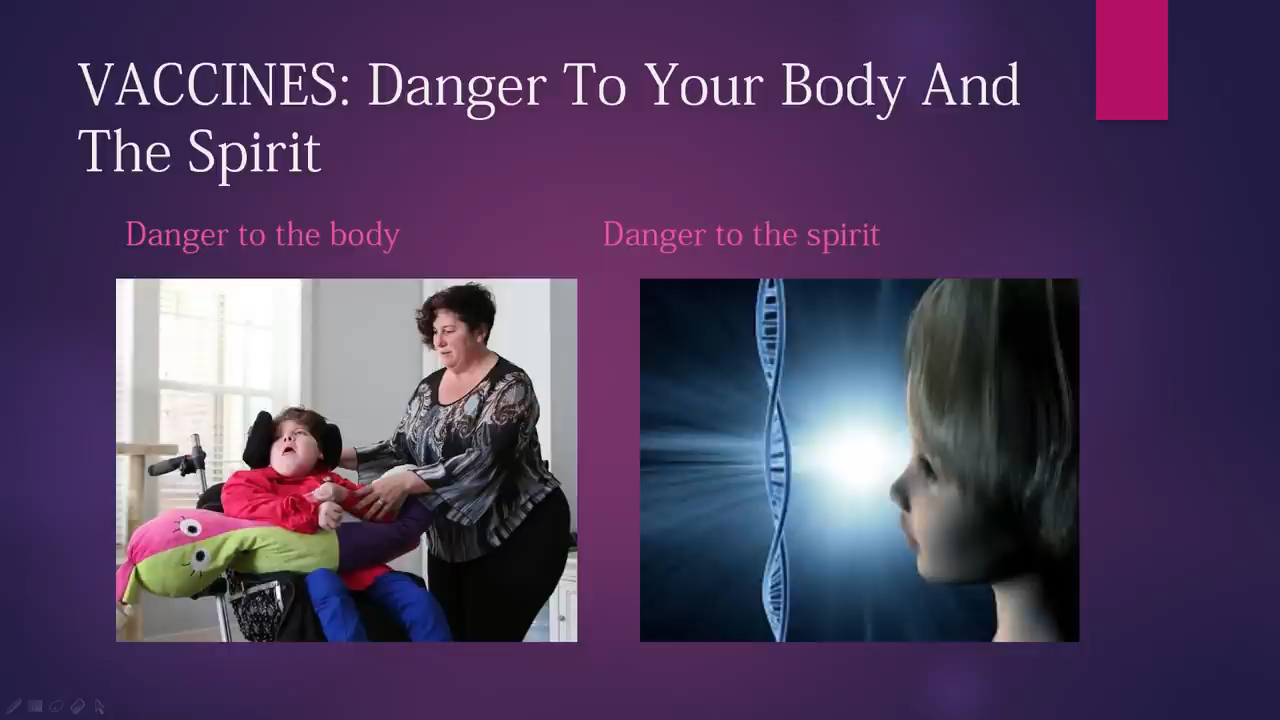 VACCINES: Danger To Your Body And
The Spirit
Danger to the body
Danger to the spirit